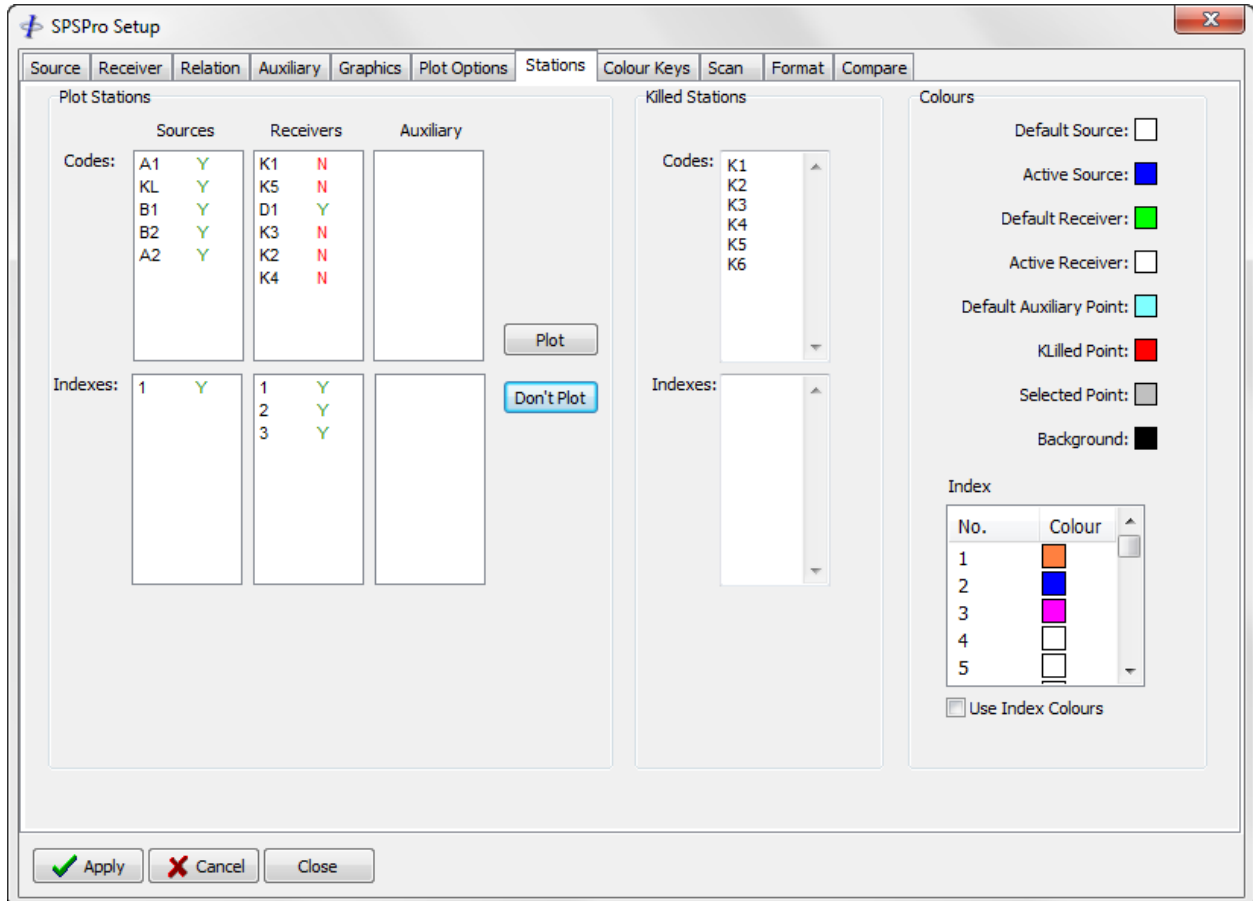 SPSPro Setup
Source Receiver Relation Auxiliary Graphics Plot Options Stations Colour Keys Scan Format Compare
Plot Stations
Sources Receivers Auxiliary
Codes:
A1 Y
KL Y
B1 Y
B2 Y
A2 Y
K1 N
K5 N
D1 Y
K3 N
K2 N
K4 N
Plot
Don't Plot
Indexes:
1 Y
1 Y
2 Y
3 Y
Killed Stations
Codes:
K1
K2
K3
K4
K5
K6
Indexes:
Colours
Default Source:
Active Source:
Default Receiver:
Active Receiver:
Default Auxiliary Point:
KLilled Point:
Selected Point:
Background:
Index
No. Colour
1
2
3
4
5
Use Index Colours
Apply Cancel Close